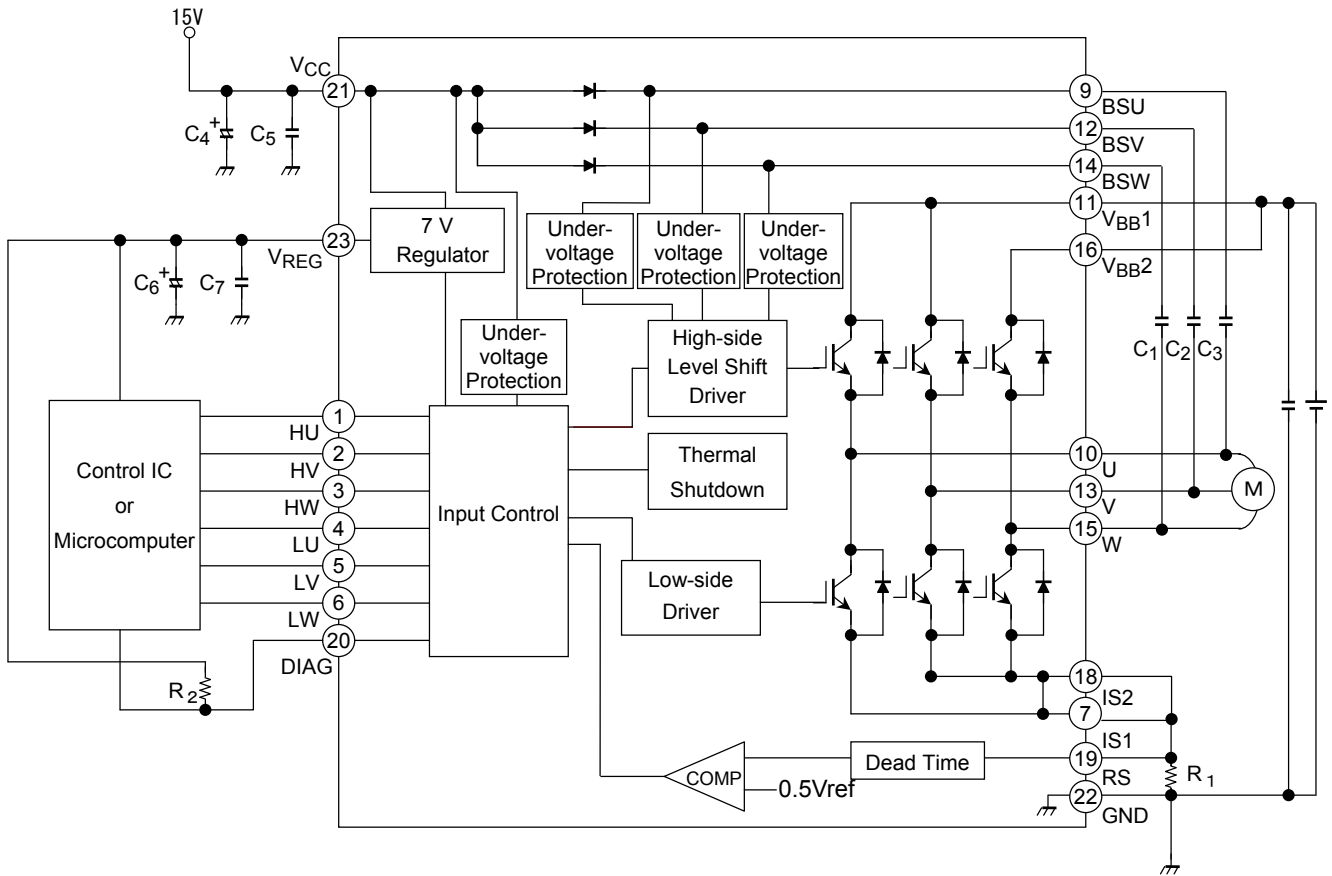 15V
VCC
21
C4
+
C5
9
BSU
12
BSV
14
BSW
11
VBB1
16
VBB2
7 V
Regulator
23
VREG
C6
+
C7
Under-
voltage
Protection
Under-
voltage
Protection
Under-
voltage
Protection
Under-
voltage
Protection
High-side
Level Shift
Driver
C1
C2
C3
Control IC
or
Microcomputer
1
HU
2
HV
3
HW
4
LU
5
LV
6
LW
20
DIAG
R2
Input Control
Thermal
Shutdown
Low-side
Driver
10
U
13
V
15
W
M
18
IS2
7
IS1
19
RS
22
GND
R1
COMP
Dead Time
0.5Vref